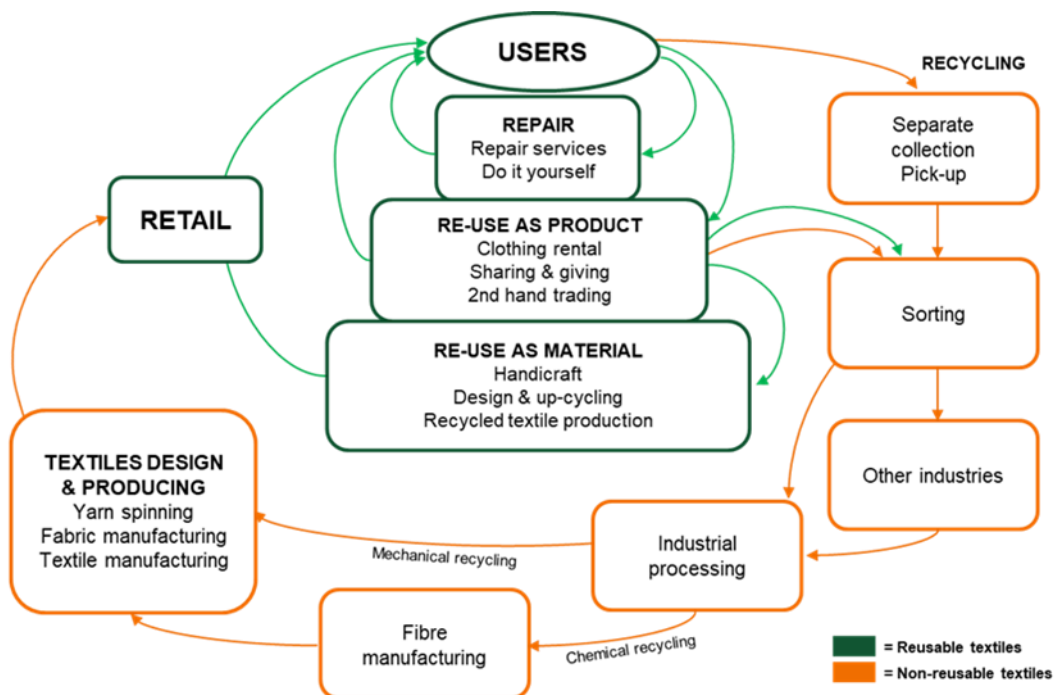 USERS
RECYCLING
REPAIR
Repair services
Do it yourself
Separate
collection
Pick-up
RETAIL
RE-USE AS PRODUCT
Clothing rental
Sharing & giving
2nd hand trading
Sorting
RE-USE AS MATERIAL
Handicraft
Design & up-cycling
Recycled textile production
TEXTILES DESIGN
& PRODUCING
Yarn spinning
Fabric manufacturing
Textile manufacturing
Other industries
Mechanical recycling
Industrial
processing
Fibre
manufacturing
Chemical recycling
= Reusable textiles
= Non-reusable textiles